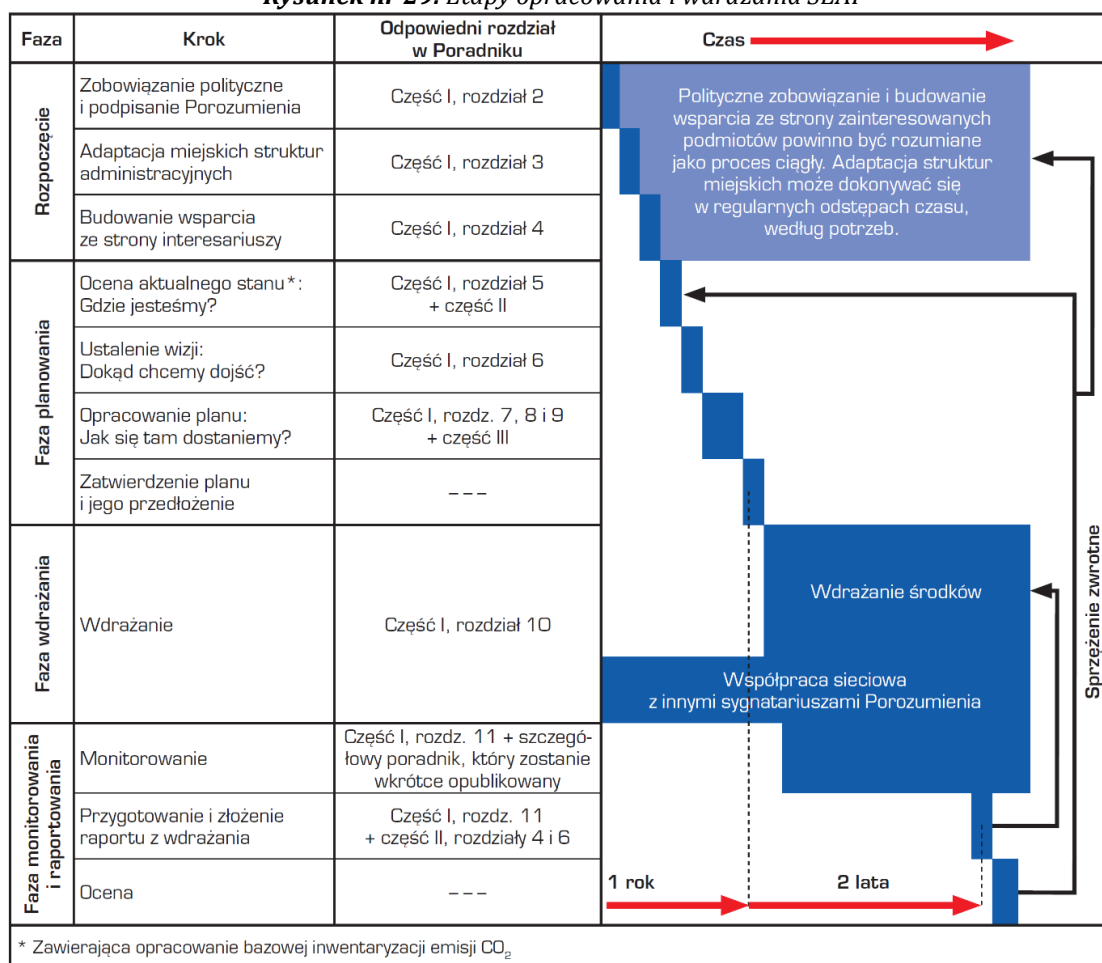 Rysunek nr 29. Etapy opracowania i wdrażania SEAP
Faza
Krok
Odpowiedni rozdział
w Poradniku
Czas
Rozpoczęcie
Zobowiązanie polityczne
i podpisanie Porozumienia
Część I, rozdział 2
Adaptacja miejskich struktur
administracyjnych
Część I, rozdział 3
Budowanie wsparcia
ze strony interesariuszy
Część I, rozdział 4
Polityczne zobowiązanie i budowanie
wsparcia ze strony zainteresowanych
podmiotów powinno być rozumiane
jako proces ciągły. Adaptacja struktur
miejskich może dokonywać się
w regularnych odstępach czasu,
według potrzeb.
Faza planowania
Ocena aktualnego stanu*:
Gdzie jesteśmy?
Część I, rozdział 5
+ część II
Ustalenie wizji:
Dokąd chcemy dojść?
Część I, rozdział 6
Opracowanie planu:
Jak się tam dostaniemy?
Część I, rozdz. 7, 8 i 9
+ część III
Zatwierdzenie planu
i jego przedłożenie
– – –
Faza wdrażania
Wdrażanie
Część I, rozdział 10
Wdrażanie środków
Współpraca sieciowa
z innymi sygnatariuszami Porozumienia
Sprzężenie zwrotne
Faza monitorowania
i raportowania
Monitorowanie
Część I, rozdz. 11 + szczegó-
łowy poradnik, który zostanie
wkrótce opublikowany
Przygotowanie i złożenie
raportu z wdrażania
Część I, rozdz. 11
+ część II, rozdziały 4 i 6
Ocena
– – –
1 rok
2 lata
* Zawierająca opracowanie bazowej inwentaryzacji emisji CO₂